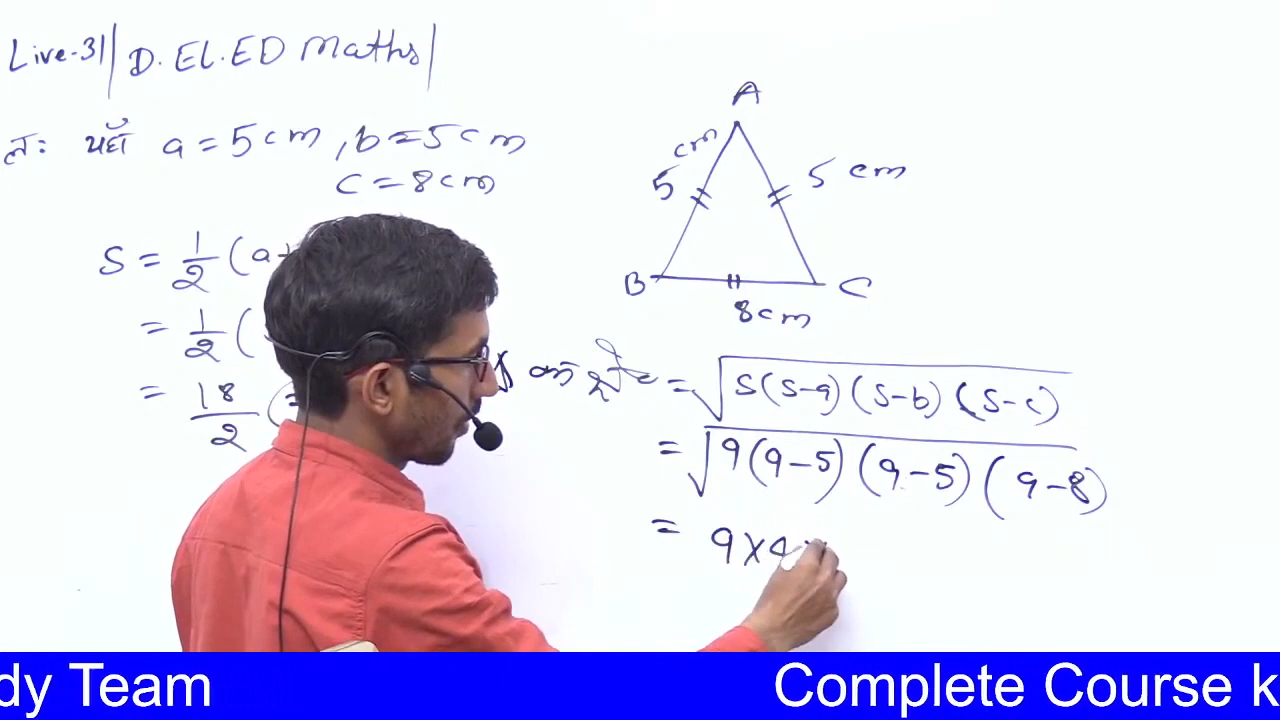 Live-31| D. El. ED Maths |
यहाँ a = 5cm , b = 5cm
c = 8cm
S = 1/2 (a+
= 1/2 (
= 18/2 (=
A
5 cm
5 cm
B
C
8cm
= √S(S-a)(S-b)(S-c)
= √9(9-5)(9-5)(9-8)
= 9×4×
dy Team
Complete Course k